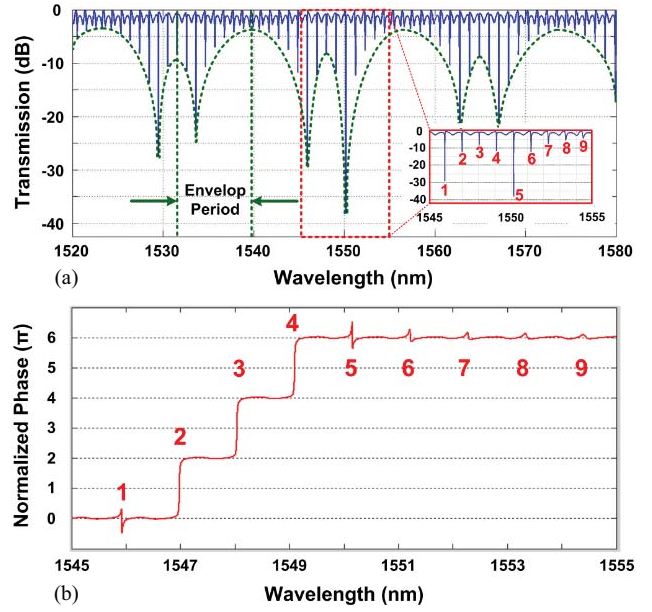 0
-10
-20
-30
-40
Transmission (dB)
Envelop
Period
0
-10
-20
-30
-40
1 2 3 4 5 6 7 8 9
1545 1550 1555
1520 1530 1540 1550 1560 1570 1580
(a) Wavelength (nm)
Normalized Phase (π)
6
5
4
3
2
1
0
1 2 3 4 5 6 7 8 9
1545 1547 1549 1551 1553 1555
(b) Wavelength (nm)